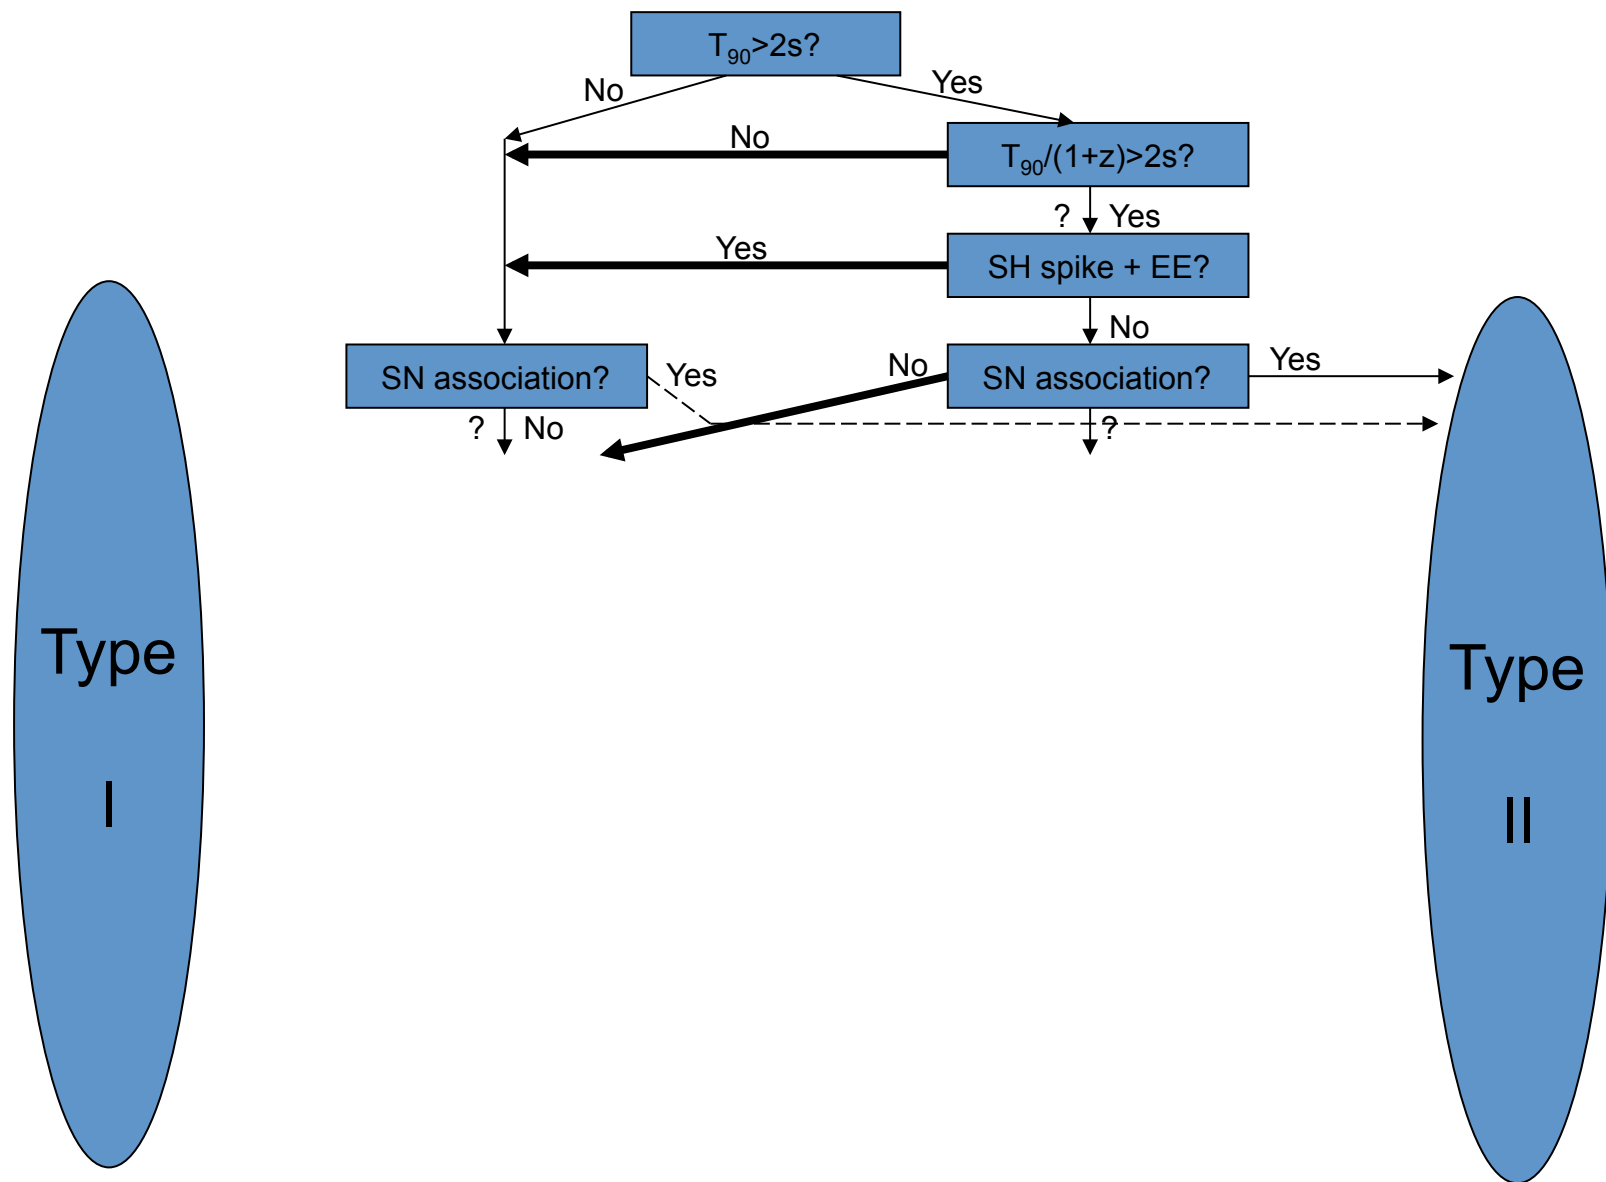 T₉₀>2s?
No
Yes
No
T₉₀/(1+z)>2s?
?
Yes
Yes
SH spike + EE?
No
SN association?
Yes
No
SN association?
Yes
?
No
?
Type
I
Type
II